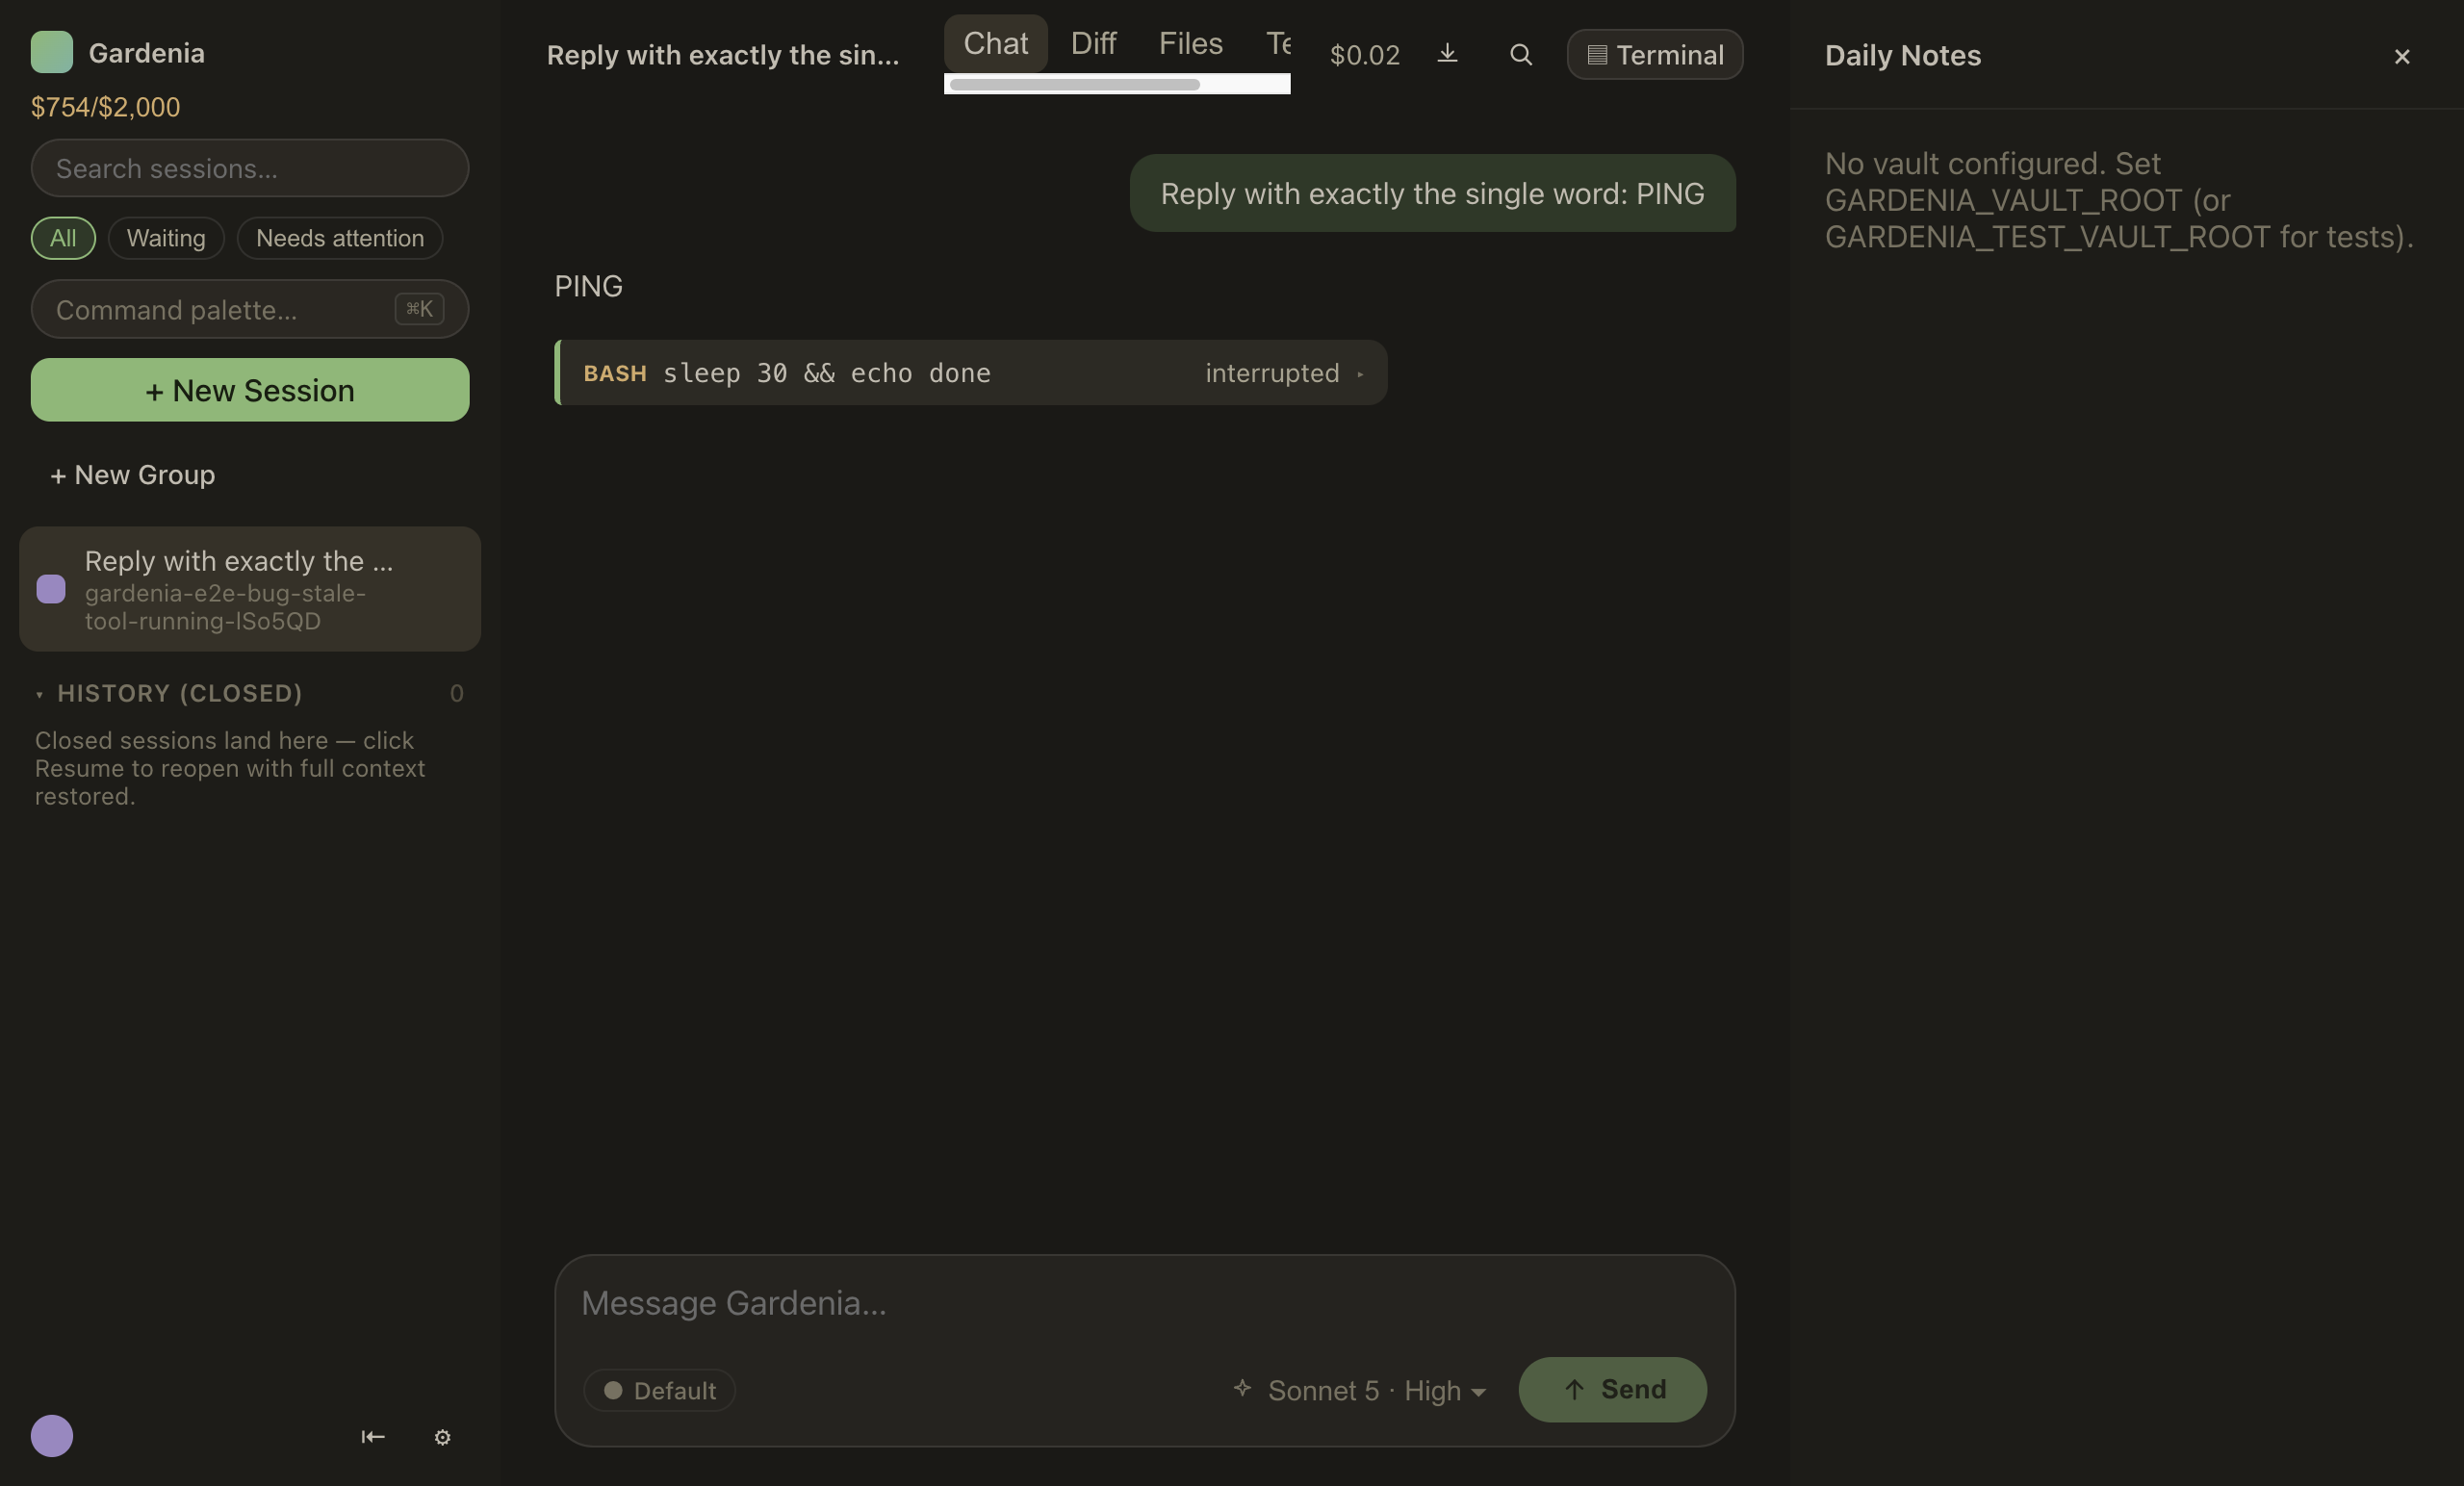 Gardenia
$754/$2,000
Search sessions...
All
Waiting
Needs attention
Command palette...
⌘K
+ New Session
+ New Group
Reply with exactly the ...
gardenia-e2e-bug-stale-
tool-running-lSo5QD
▾ HISTORY (CLOSED)
0
Closed sessions land here — click
Resume to reopen with full context
restored.
Reply with exactly the sin...
Chat
Diff
Files
$0.02
Terminal
Reply with exactly the single word: PING
PING
BASH sleep 30 && echo done
interrupted ▸
Message Gardenia...
Default
Sonnet 5 · High
Send
Daily Notes
×
No vault configured. Set
GARDENIA_VAULT_ROOT (or
GARDENIA_TEST_VAULT_ROOT for tests).